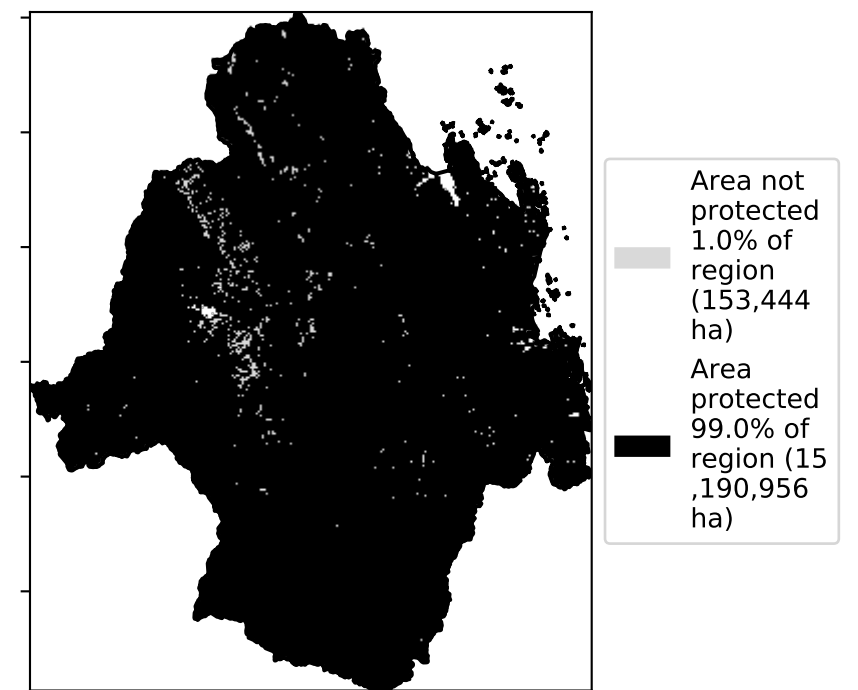 Area not
protected
1.0% of
region
(153,444
ha)
Area
protected
99.0% of
region (15
,190,956
ha)